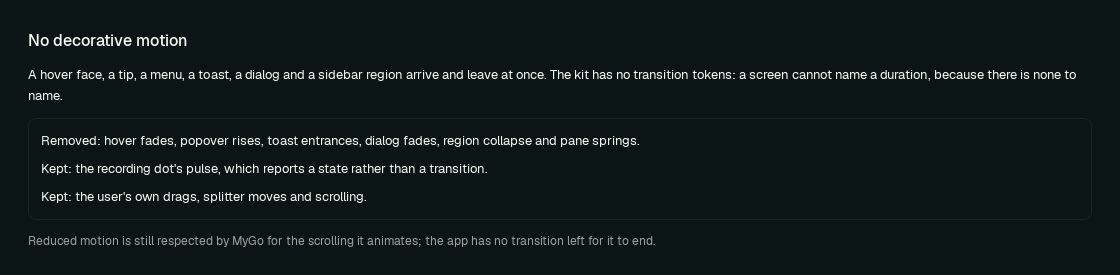 No decorative motion
A hover face, a tip, a menu, a toast, a dialog and a sidebar region arrive and leave at once. The kit has no transition tokens: a screen cannot name a duration, because there is none to
name.
Removed: hover fades, popover rises, toast entrances, dialog fades, region collapse and pane springs.
Kept: the recording dot's pulse, which reports a state rather than a transition.
Kept: the user's own drags, splitter moves and scrolling.
Reduced motion is still respected by MyGo for the scrolling it animates; the app has no transition left for it to end.